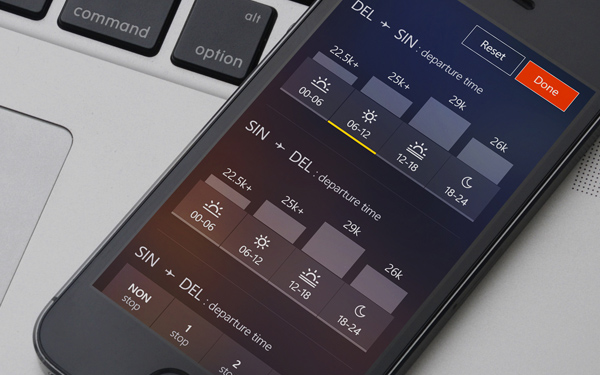 command
alt
option
DEL ✈ SIN : departure time
Reset
Done
22.5k+
25k+
29k
26k
00-06
06-12
12-18
18-24
SIN ✈ DEL : departure time
22.5k+
25k+
29k
26k
00-06
06-12
12-18
18-24
SIN ✈ DEL : departure time
NON
stop
1
stop
2